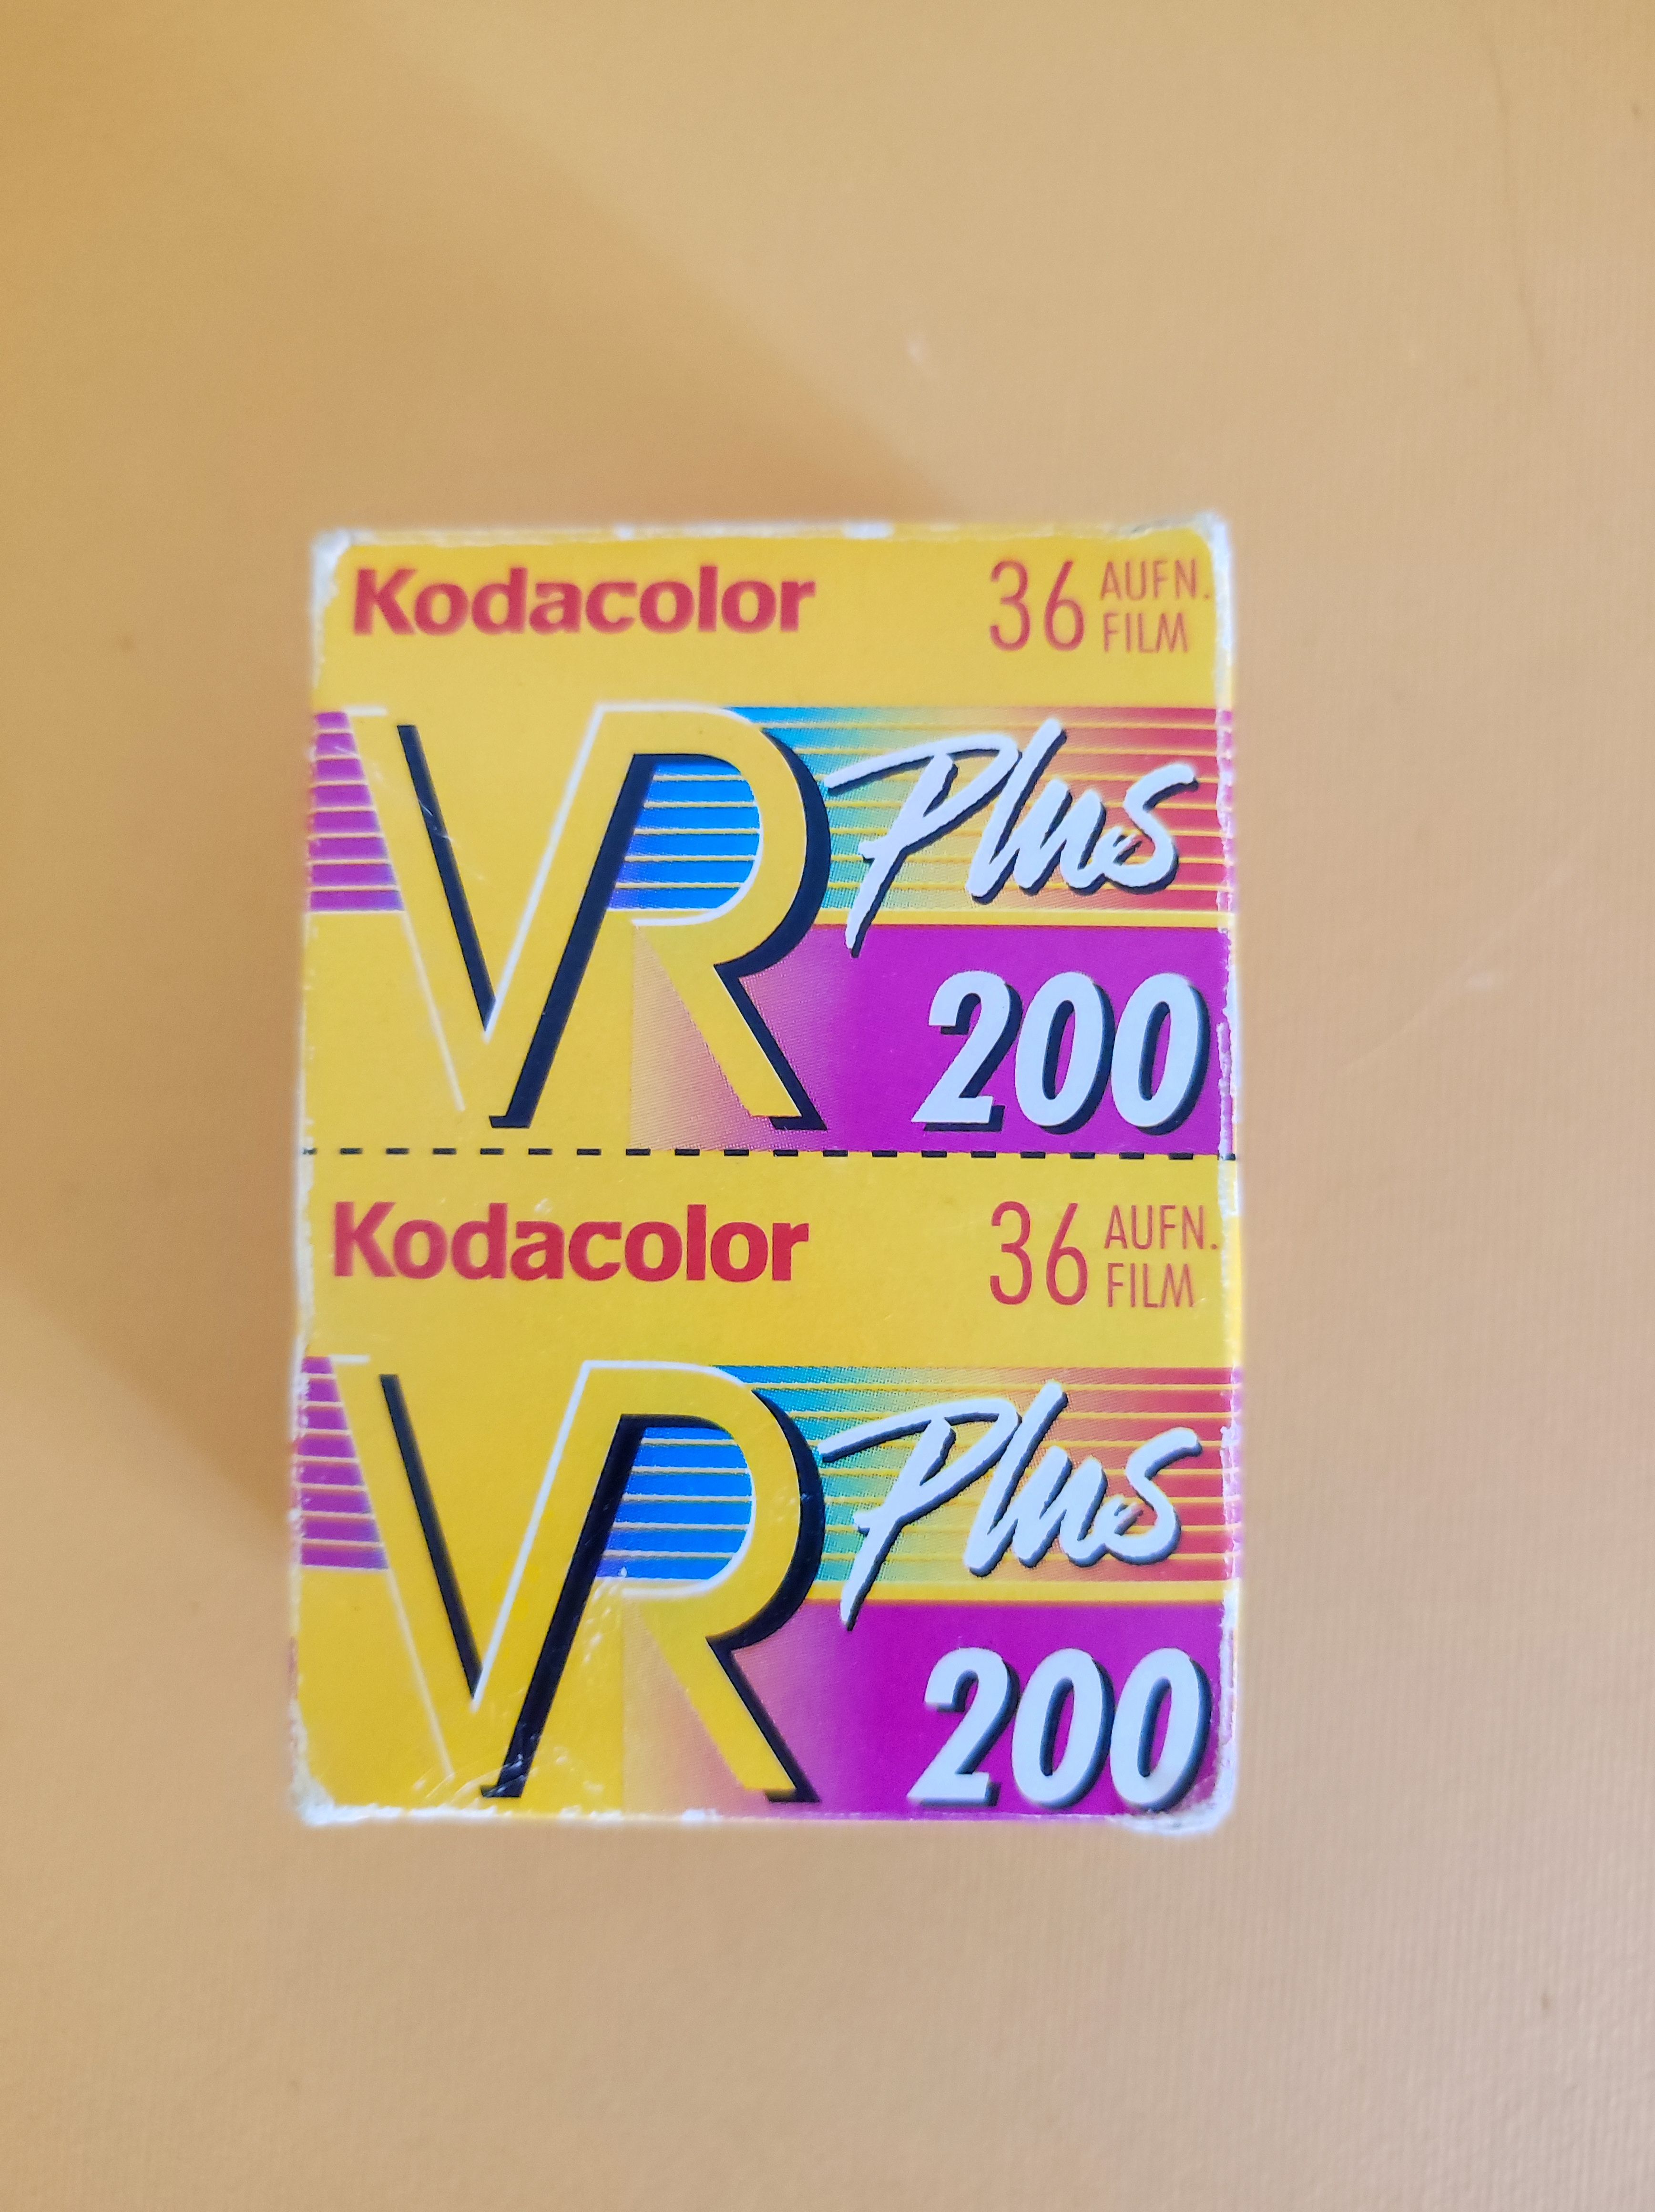 Kodacolor 36 AUFN.
FILM
VR Plus
200
Kodacolor 36 AUFN.
FILM
VR Plus
200